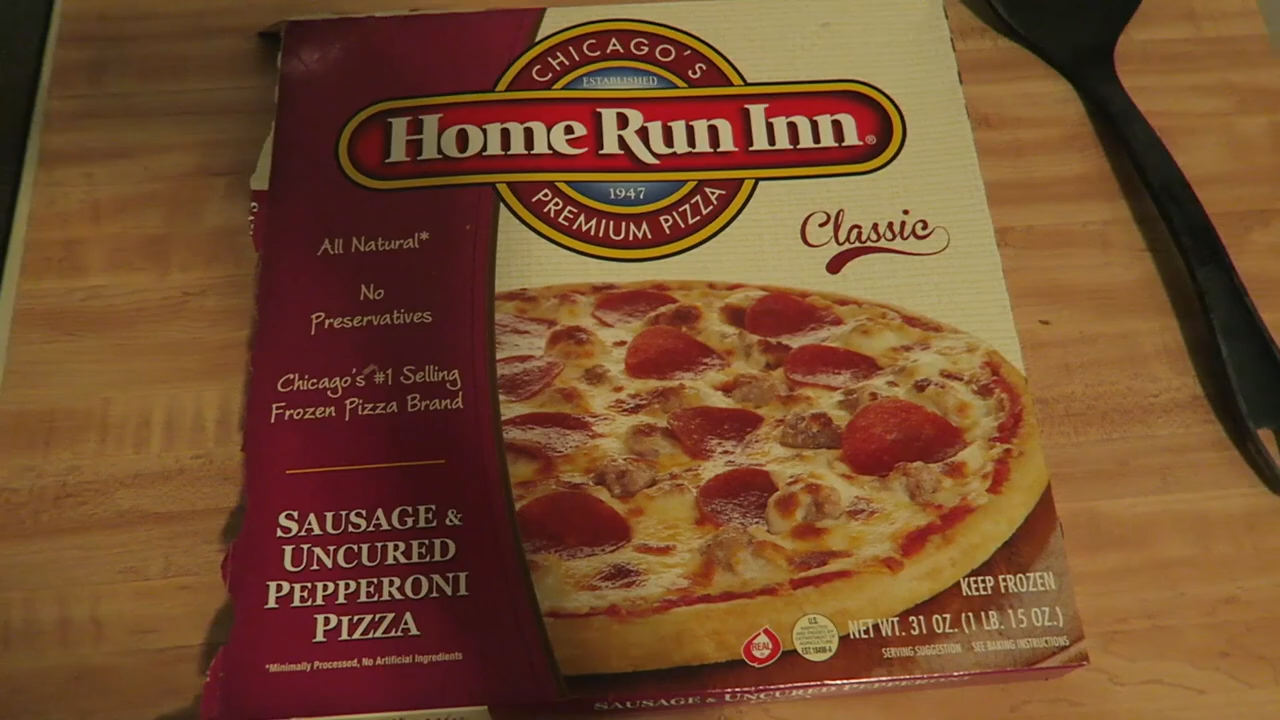 CHICAGO'S
ESTABLISHED
Home Run Inn®
1947
PREMIUM PIZZA
Classic
All Natural*
No
Preservatives
Chicago's #1 Selling
Frozen Pizza Brand
SAUSAGE &
UNCURED
PEPPERONI
PIZZA
*Minimally Processed, No Artificial Ingredients
KEEP FROZEN
NET WT. 31 OZ. (1 LB. 15 OZ.)
SERVING SUGGESTION SEE BAKING INSTRUCTIONS
REAL
U.S.
INSPECTED
SAUSAGE & UNCURED PEPPER